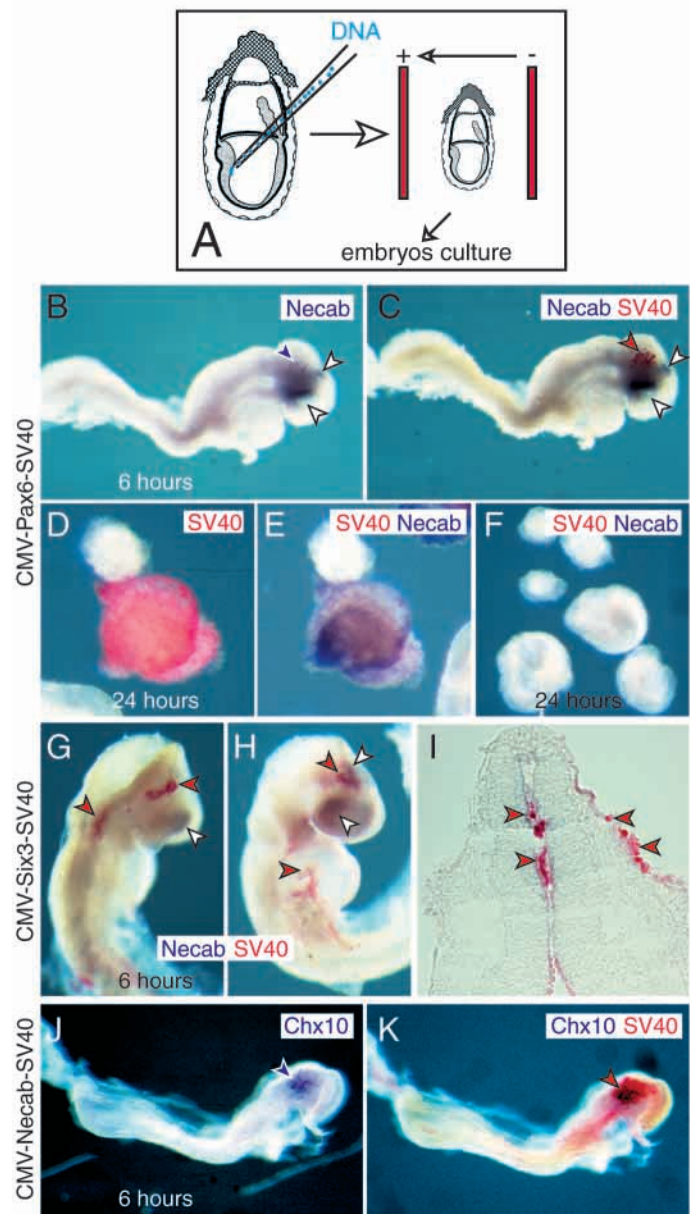 DNA
+ -
A
embryos culture
CMV-Pax6-SV40
B Necab
6 hours
C Necab SV40
D SV40
24 hours
E SV40 Necab
F SV40 Necab
24 hours
CMV-Six3-SV40
G
H
I
Necab SV40
6 hours
CMV-Necab-SV40
J Chx10
6 hours
K Chx10 SV40